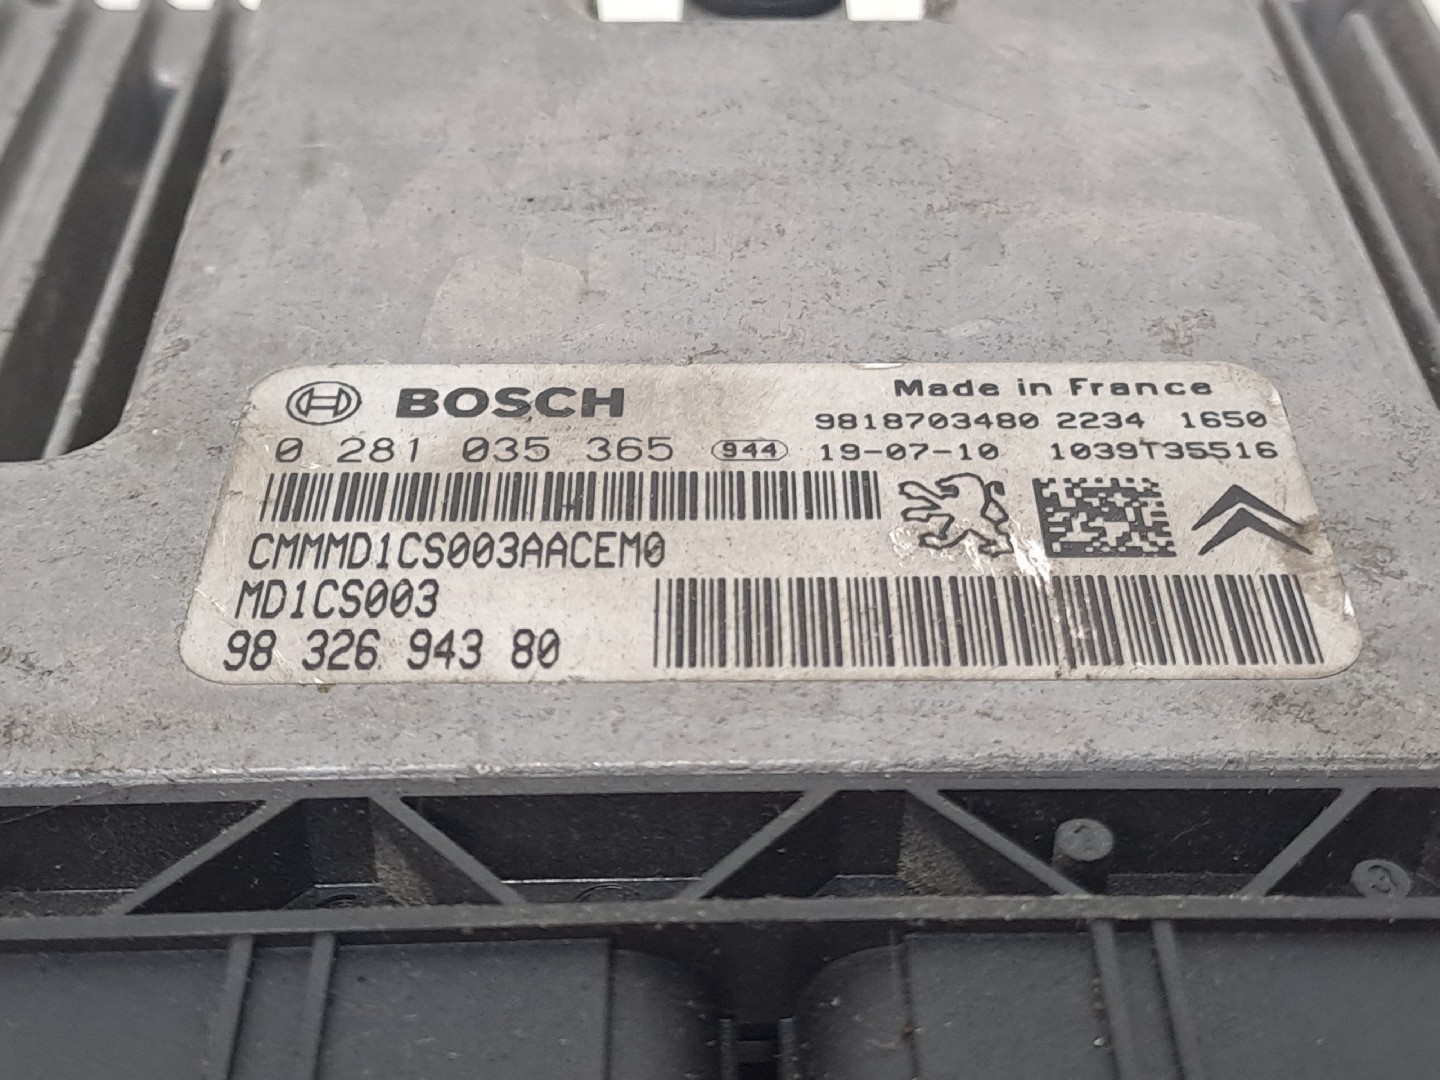 BOSCH
Made in France
9818703480 2234 1650
0 281 035 365 944 19-07-10 1039T35516
CMMMD1CS003AACEM0
MD1CS003
98 326 943 80